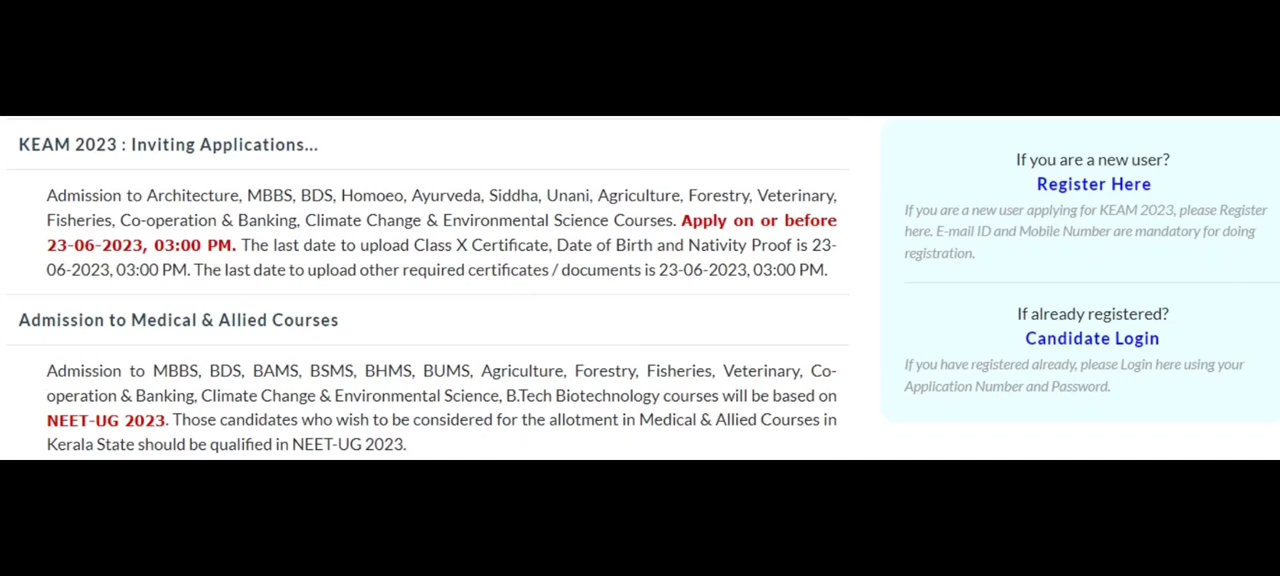 KEAM 2023 : Inviting Applications...
Admission to Architecture, MBBS, BDS, Homoeo, Ayurveda, Siddha, Unani, Agriculture, Forestry, Veterinary,
Fisheries, Co-operation & Banking, Climate Change & Environmental Science Courses. Apply on or before
23-06-2023, 03:00 PM. The last date to upload Class X Certificate, Date of Birth and Nativity Proof is 23-
06-2023, 03:00 PM. The last date to upload other required certificates / documents is 23-06-2023, 03:00 PM.
Admission to Medical & Allied Courses
Admission to MBBS, BDS, BAMS, BSMS, BHMS, BUMS, Agriculture, Forestry, Fisheries, Veterinary, Co-
operation & Banking, Climate Change & Environmental Science, B.Tech Biotechnology courses will be based on
NEET-UG 2023. Those candidates who wish to be considered for the allotment in Medical & Allied Courses in
Kerala State should be qualified in NEET-UG 2023.
If you are a new user?
Register Here
If you are a new user applying for KEAM 2023, please Register
here. E-mail ID and Mobile Number are mandatory for doing
registration.
If already registered?
Candidate Login
If you have registered already, please Login here using your
Application Number and Password.